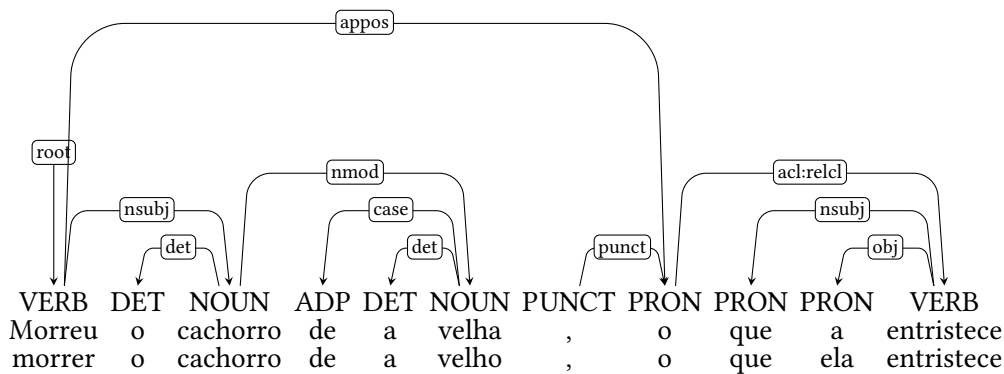 appos
root
nmod acl:relcl
nsubj case nsubj
det det punct obj
VERB DET NOUN ADP DET NOUN PUNCT PRON PRON PRON VERB
Morreu o cachorro de a velha , o que a entristece
morrer o cachorro de a velho , o que ela entristece